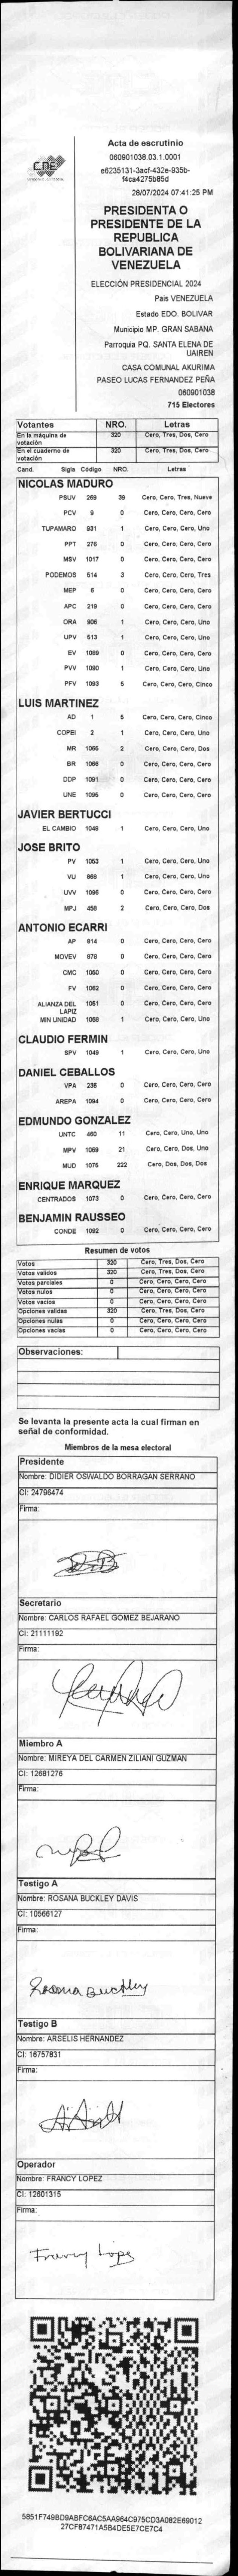 CNE
Acta de escrutinio
060901038.03.1.0001
e6235131-3acf-432e-935b-
f4ca4275b85d
28/07/2024 07:41:25 PM
PRESIDENTA O
PRESIDENTE DE LA
REPUBLICA
BOLIVARIANA DE
VENEZUELA
ELECCIÓN PRESIDENCIAL 2024
Pais VENEZUELA
Estado EDO. BOLIVAR
Municipio MP. GRAN SABANA
Parroquia PQ. SANTA ELENA DE
UAIREN
CASA COMUNAL AKURIMA
PASEO LUCAS FERNANDEZ PEÑA
060901038
715 Electores
Votantes NRO. Letras
En la máquina de votación 320 Cero, Tres, Dos, Cero
En el cuaderno de votación 320 Cero, Tres, Dos, Cero
Cand. Sigla Código NRO. Letras
NICOLAS MADURO
PSUV 269 39 Cero, Cero, Tres, Nueve
PCV 9 0 Cero, Cero, Cero, Cero
TUPAMARO 931 1 Cero, Cero, Cero, Uno
PPT 276 0 Cero, Cero, Cero, Cero
MSV 1017 0 Cero, Cero, Cero, Cero
PODEMOS 514 3 Cero, Cero, Cero, Tres
MEP 6 0 Cero, Cero, Cero, Cero
APC 219 0 Cero, Cero, Cero, Cero
ORA 906 1 Cero, Cero, Cero, Uno
UPV 613 1 Cero, Cero, Cero, Uno
EV 1089 0 Cero, Cero, Cero, Cero
PVV 1090 1 Cero, Cero, Cero, Uno
PFV 1093 5 Cero, Cero, Cero, Cinco
LUIS MARTINEZ
AD 1 5 Cero, Cero, Cero, Cinco
COPEI 2 1 Cero, Cero, Cero, Uno
MR 1065 2 Cero, Cero, Cero, Dos
BR 1066 0 Cero, Cero, Cero, Cero
DDP 1091 0 Cero, Cero, Cero, Cero
UNE 1095 0 Cero, Cero, Cero, Cero
JAVIER BERTUCCI
EL CAMBIO 1048 1 Cero, Cero, Cero, Uno
JOSE BRITO
PV 1053 1 Cero, Cero, Cero, Uno
VU 868 1 Cero, Cero, Cero, Uno
UVV 1096 0 Cero, Cero, Cero, Cero
MPJ 458 2 Cero, Cero, Cero, Dos
ANTONIO ECARRI
AP 814 0 Cero, Cero, Cero, Cero
MOVEV 978 0 Cero, Cero, Cero, Cero
CMC 1050 0 Cero, Cero, Cero, Cero
FV 1062 0 Cero, Cero, Cero, Cero
ALIANZA DEL LAPIZ 1051 0 Cero, Cero, Cero, Cero
MIN UNIDAD 1068 1 Cero, Cero, Cero, Uno
CLAUDIO FERMIN
SPV 1049 1 Cero, Cero, Cero, Uno
DANIEL CEBALLOS
VPA 236 0 Cero, Cero, Cero, Cero
AREPA 1094 0 Cero, Cero, Cero, Cero
EDMUNDO GONZALEZ
UNTC 460 11 Cero, Cero, Uno, Uno
MPV 1069 21 Cero, Cero, Dos, Uno
MUD 1075 222 Cero, Dos, Dos, Dos
ENRIQUE MARQUEZ
CENTRADOS 1073 0 Cero, Cero, Cero, Cero
BENJAMIN RAUSSEO
CONDE 1092 0 Cero, Cero, Cero, Cero
Resumen de votos
Votos 320 Cero, Tres, Dos, Cero
Votos validos 320 Cero, Tres, Dos, Cero
Votos parciales 0 Cero, Cero, Cero, Cero
Votos nulos 0 Cero, Cero, Cero, Cero
Votos vacios 0 Cero, Cero, Cero, Cero
Opciones validas 320 Cero, Tres, Dos, Cero
Opciones nulas 0 Cero, Cero, Cero, Cero
Opciones vacias 0 Cero, Cero, Cero, Cero
Observaciones:
Se levanta la presente acta la cual firman en
señal de conformidad.
Miembros de la mesa electoral
Presidente
Nombre: DIDIER OSWALDO BORRAGAN SERRANO
CI: 24796474
Firma:
Secretario
Nombre: CARLOS RAFAEL GOMEZ BEJARANO
CI: 21111192
Firma:
Miembro A
Nombre: MIREYA DEL CARMEN ZILIANI GUZMAN
CI: 12681276
Firma:
Testigo A
Nombre: ROSANA BUCKLEY DAVIS
CI: 10566127
Firma:
Rosana Buckley
Testigo B
Nombre: ARSELIS HERNANDEZ
CI: 16757831
Firma:
Operador
Nombre: FRANCY LOPEZ
CI: 12601315
Firma:
Francy Lopez
5851F749BD9ABFC6AC5AA964C975CD3A082E69012
27CF87471A5B4DE5E7CE7C4